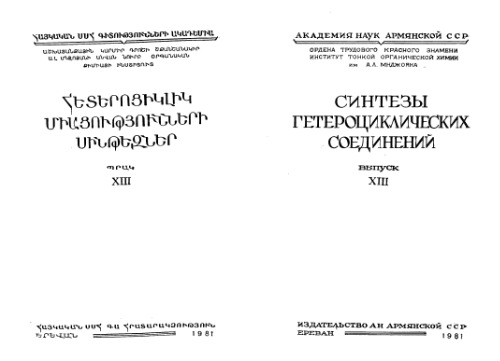 ՀԱՅԿԱԿԱՆ ՍՍՀ ԳԻՏՈՒԹՅՈՒՆՆԵՐԻ ԱԿԱԴԵՄԻԱ
ԱՇԽԱՏԱՆՔԱՅԻՆ ԿԱՐՄԻՐ ԴՐՈՇԻ ՇՔԱՆՇԱՆԱԿԻՐ
Ա.Լ. ՄՆՋՈՅԱՆԻ ԱՆՎԱՆ ՆՈՒՐԲ ՕՐԳԱՆԱԿԱՆ
ՔԻՄԻԱՅԻ ԻՆՍՏԻՏՈՒՏ
ՀԵՏԵՐՈՑԻԿԼԻԿ
ՄԻԱՑՈՒԹՅՈՒՆՆԵՐԻ
ՍԻՆԹԵԶՆԵՐ
ՊՐԱԿ
XIII
ՀԱՅԿԱԿԱՆ ՍՍՀ ԳԱ ՀՐԱՏԱՐԱԿՉՈՒԹՅՈՒՆ
ԵՐԵՎԱՆ 1981
АКАДЕМИЯ НАУК АРМЯНСКОЙ ССР
ОРДЕНА ТРУДОВОГО КРАСНОГО ЗНАМЕНИ
ИНСТИТУТ ТОНКОЙ ОРГАНИЧЕСКОЙ ХИМИИ
им. А.Л. МНДЖОЯНА
СИНТЕЗЫ
ГЕТЕРОЦИКЛИЧЕСКИХ
СОЕДИНЕНИЙ
ВЫПУСК
XIII
ИЗДАТЕЛЬСТВО АН АРМЯНСКОЙ ССР
ЕРЕВАН 1981